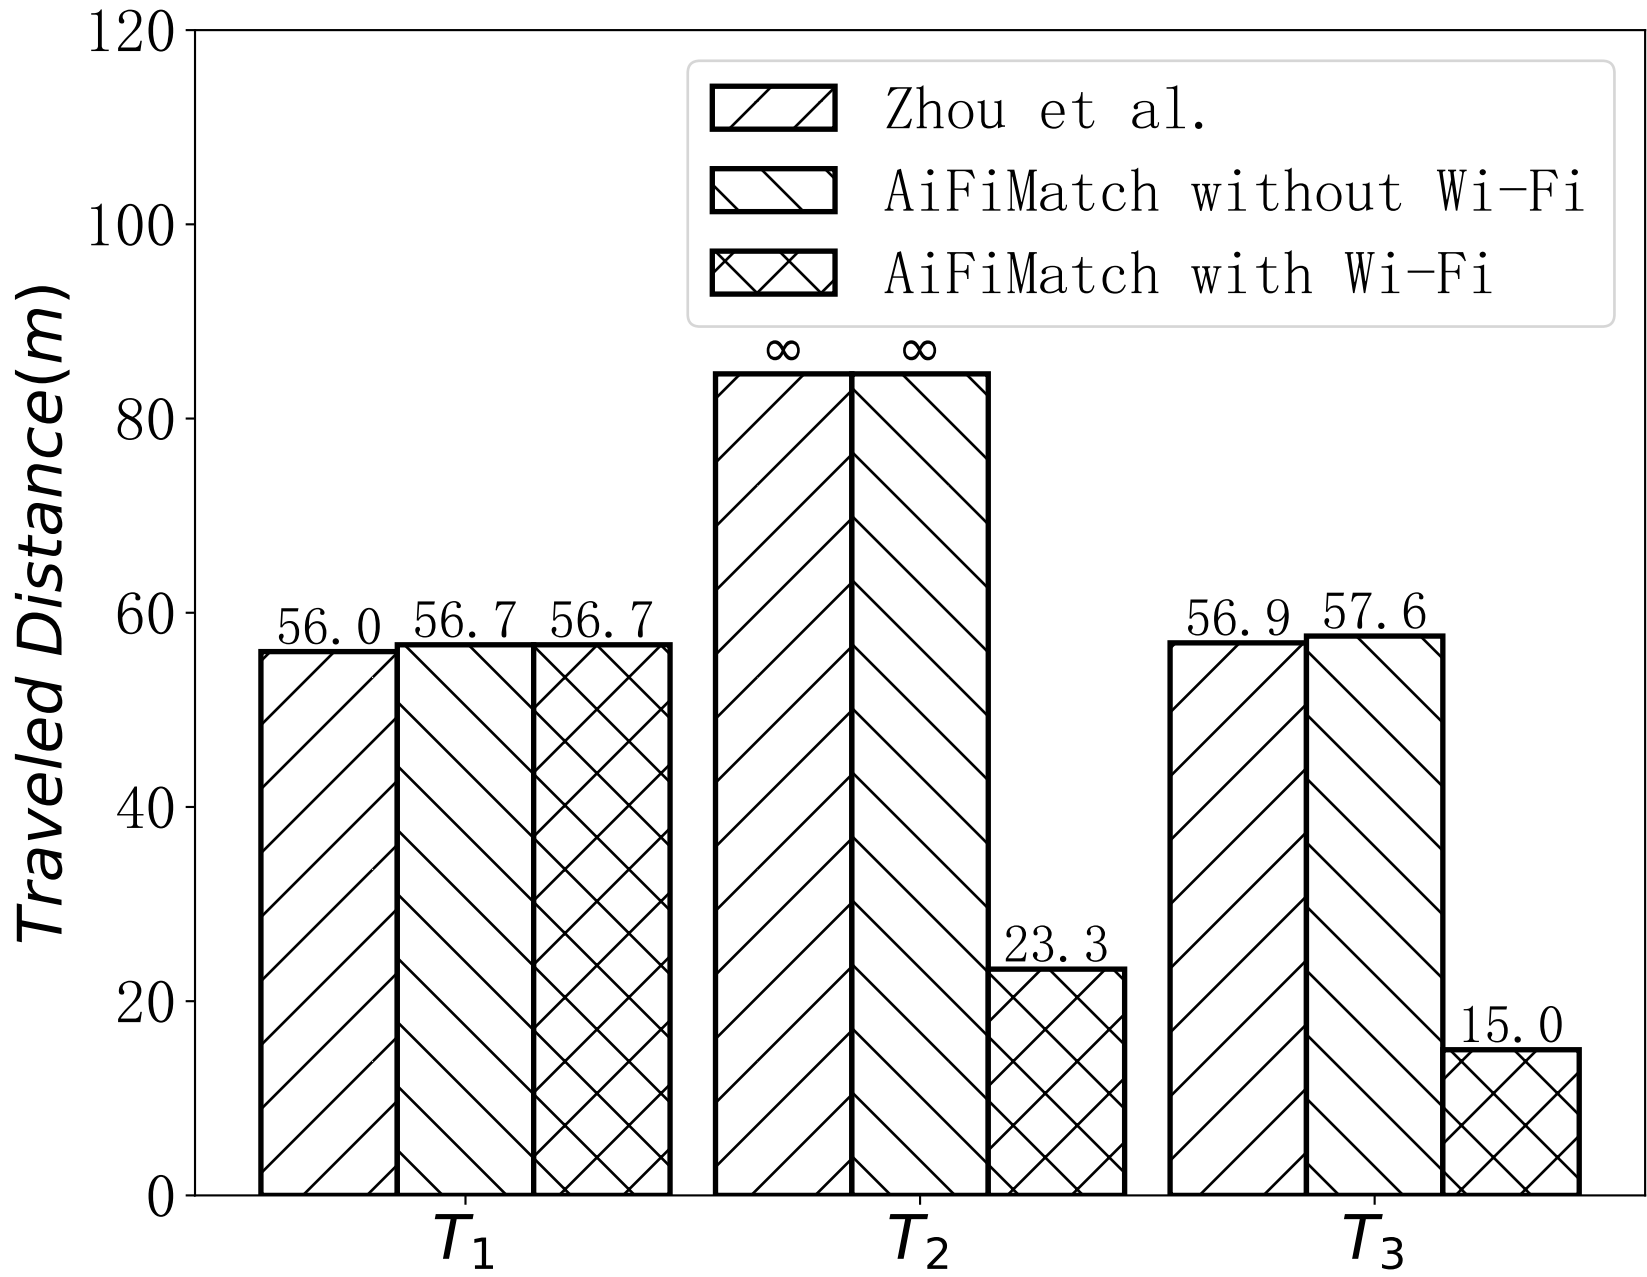 120
100
80
60
40
20
0
Traveled Distance(m)
Zhou et al.
AiFiMatch without Wi-Fi
AiFiMatch with Wi-Fi
∞ ∞
56.0 56.7 56.7
56.9 57.6
23.3
15.0
T1 T2 T3